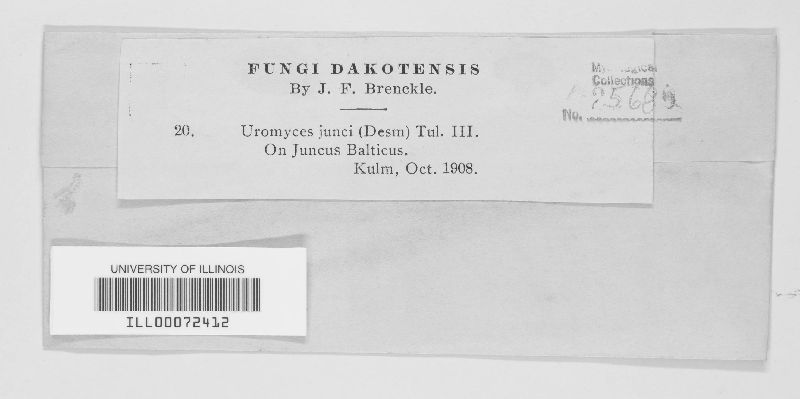 FUNGI DAKOTENSIS
By J. F. Brenckle.
20. Uromyces junci (Desm) Tul. III.
On Juncus Balticus.
Kulm, Oct. 1908.
Collections
No.
UNIVERSITY OF ILLINOIS
ILL00072412